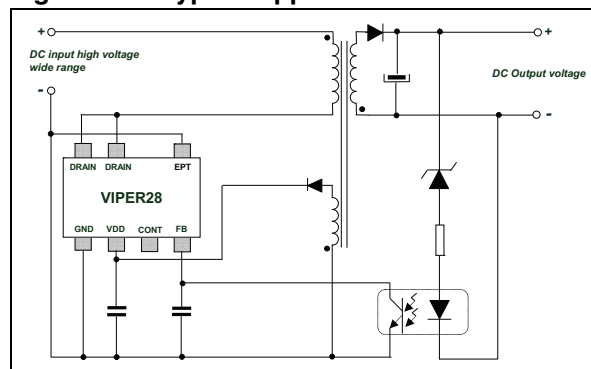 +
DC input high voltage
wide range
-
+
DC Output voltage
-
DRAIN DRAIN EPT
VIPER28
GND VDD CONT FB